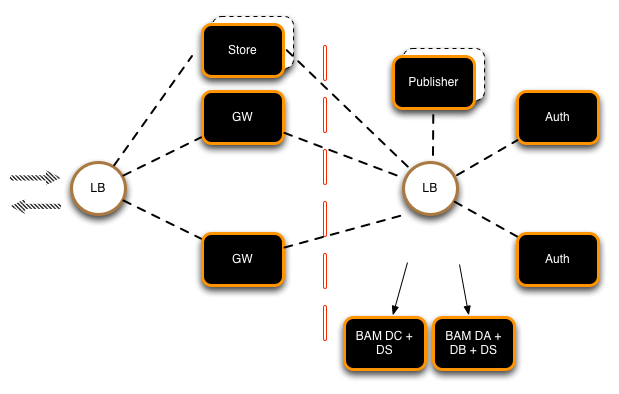 Store
Publisher
GW
Auth
LB
LB
GW
Auth
BAM DC +
DS
BAM DA +
DB + DS